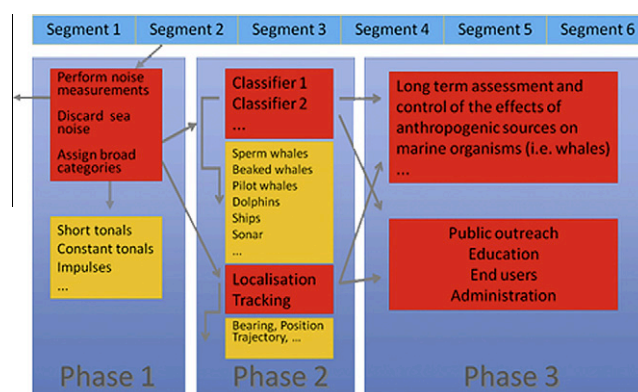 Segment 1 Segment 2 Segment 3 Segment 4 Segment 5 Segment 6
Perform noise
measurements
Discard sea
noise
Assign broad
categories
Short tonals
Constant tonals
Impulses
...
Phase 1
Classifier 1
Classifier 2
...
Sperm whales
Beaked whales
Pilot whales
Dolphins
Ships
Sonar
...
Localisation
Tracking
Bearing, Position
Trajectory, ...
Phase 2
Long term assessment and
control of the effects of
anthropogenic sources on
marine organisms (i.e. whales)
...
Public outreach
Education
End users
Administration
Phase 3